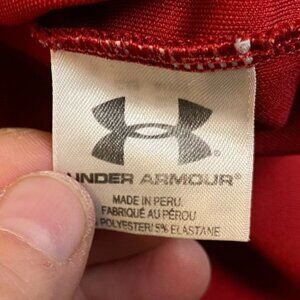 UNDER ARMOUR®
MADE IN PERU.
FABRIQUÉ AU PÉROU
POLYESTER/ 5% ELASTANE